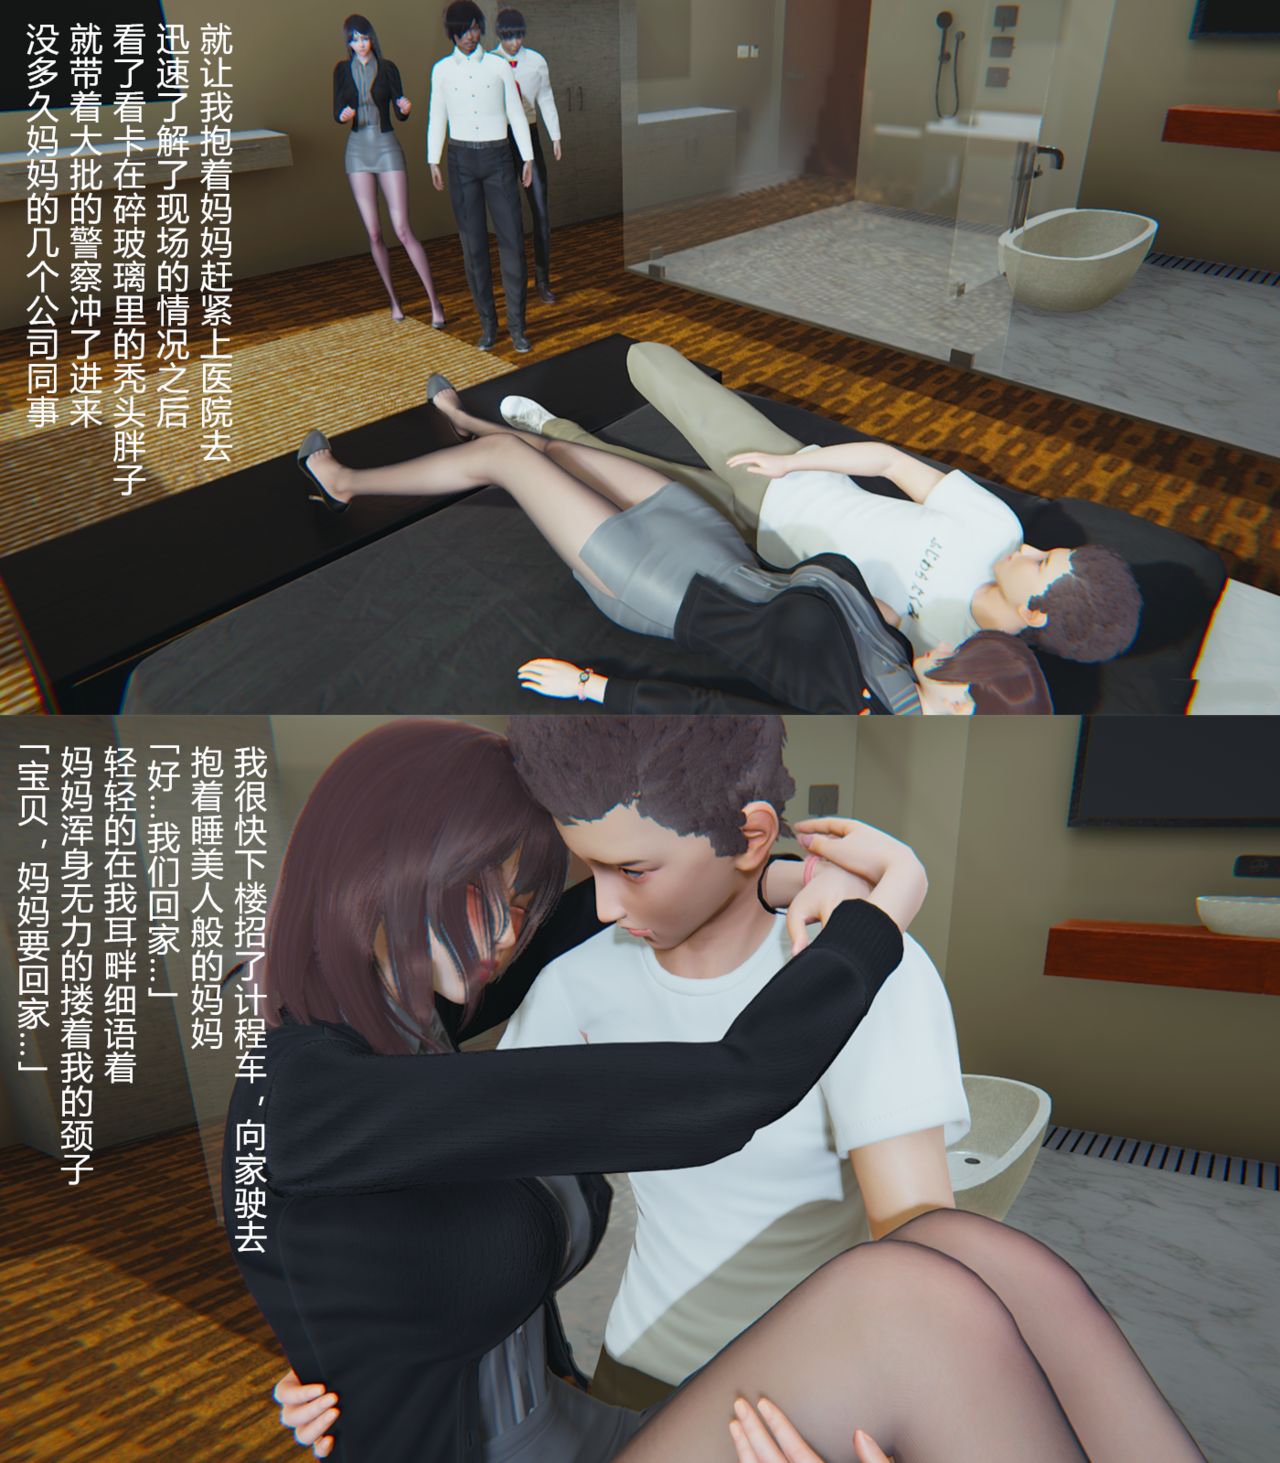 没多久妈妈的几个公司同事
就带着大批的警察冲了进来
看了看卡在碎玻璃里的秃头胖子
迅速了解了现场的情况之后
就让我抱着妈妈赶紧上医院去
「宝贝，妈妈要回家…」
妈妈浑身无力的搂着我的颈子
轻轻的在我耳畔细语着
「好…我们回家…」
抱着睡美人般的妈妈
我很快下楼招了计程车，向家驶去